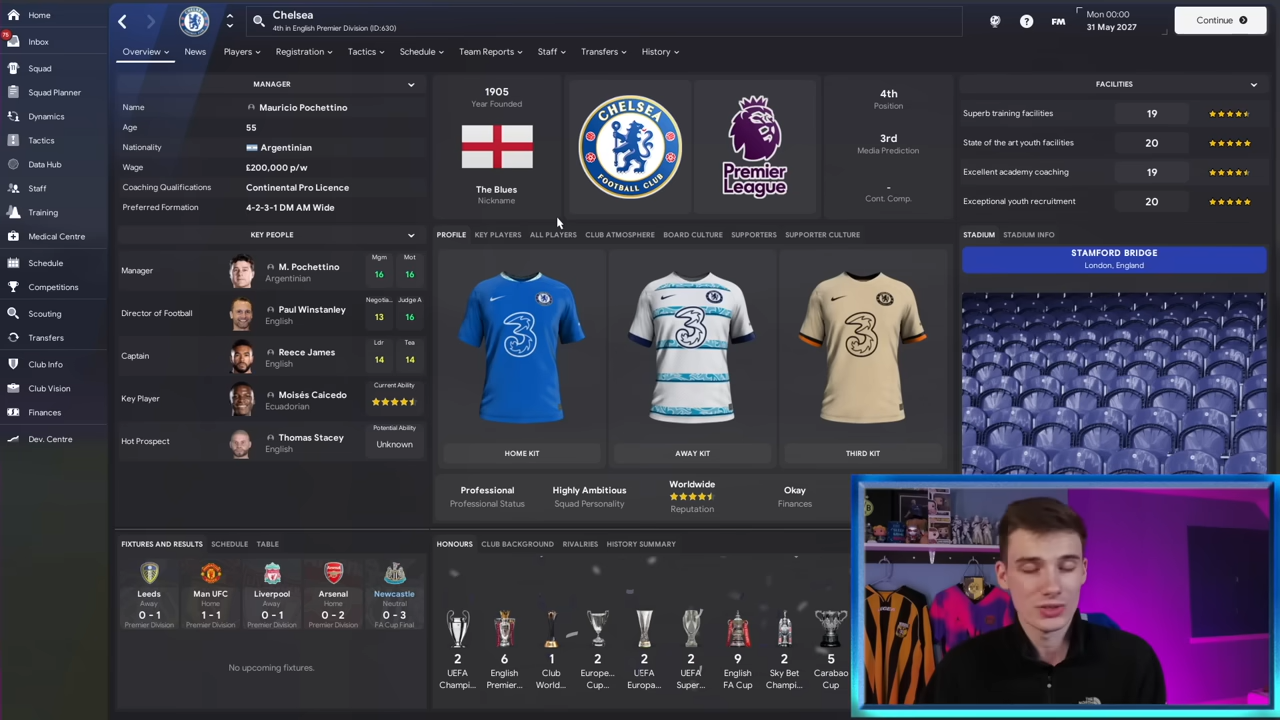 Home
Inbox
76
Squad
Squad Planner
Dynamics
Tactics
Data Hub
Staff
Training
Medical Centre
Schedule
Competitions
Scouting
Transfers
Club Info
Club Vision
Finances
Dev. Centre
Chelsea
4th in English Premier Division (ID:630)
FM
Mon 00:00
31 May 2027
Continue
Overview
News
Players
Registration
Tactics
Schedule
Team Reports
Staff
Transfers
History
MANAGER
Name Mauricio Pochettino
Age 55
Nationality Argentinian
Wage £200,000 p/w
Coaching Qualifications Continental Pro Licence
Preferred Formation 4-2-3-1 DM AM Wide
KEY PEOPLE
Manager M. Pochettino Argentinian Mgm 16 Mot 16
Director of Football Paul Winstanley English Negotia... 13 Judge A 16
Captain Reece James English Ldr 14 Tea 14
Key Player Moisés Caicedo Ecuadorian Current Ability
Hot Prospect Thomas Stacey English Potential Ability Unknown
FIXTURES AND RESULTS SCHEDULE TABLE
Leeds Away 0 - 1 Premier Division
Man UFC Home 1 - 1 Premier Division
Liverpool Away 0 - 1 Premier Division
Arsenal Home 0 - 2 Premier Division
Newcastle Neutral 0 - 3 FA Cup Final
No upcoming fixtures.
1905
Year Founded
The Blues
Nickname
CHELSEA
FOOTBALL CLUB
Premier
League
4th
Position
3rd
Media Prediction
-
Cont. Comp.
PROFILE KEY PLAYERS ALL PLAYERS CLUB ATMOSPHERE BOARD CULTURE SUPPORTERS SUPPORTER CULTURE
3
3
3
HOME KIT
AWAY KIT
THIRD KIT
Professional
Professional Status
Highly Ambitious
Squad Personality
Worldwide
Reputation
Okay
Finances
HONOURS CLUB BACKGROUND RIVALRIES HISTORY SUMMARY
2 UEFA Champi...
6 English Premier...
1 Club World...
2 Europe... Cup...
2 UEFA Europa...
2 UEFA Super...
9 English FA Cup
2 Sky Bet Champi...
5 Carabao Cup
FACILITIES
Superb training facilities 19
State of the art youth facilities 20
Excellent academy coaching 19
Exceptional youth recruitment 20
STADIUM STADIUM INFO
STAMFORD BRIDGE
London, England